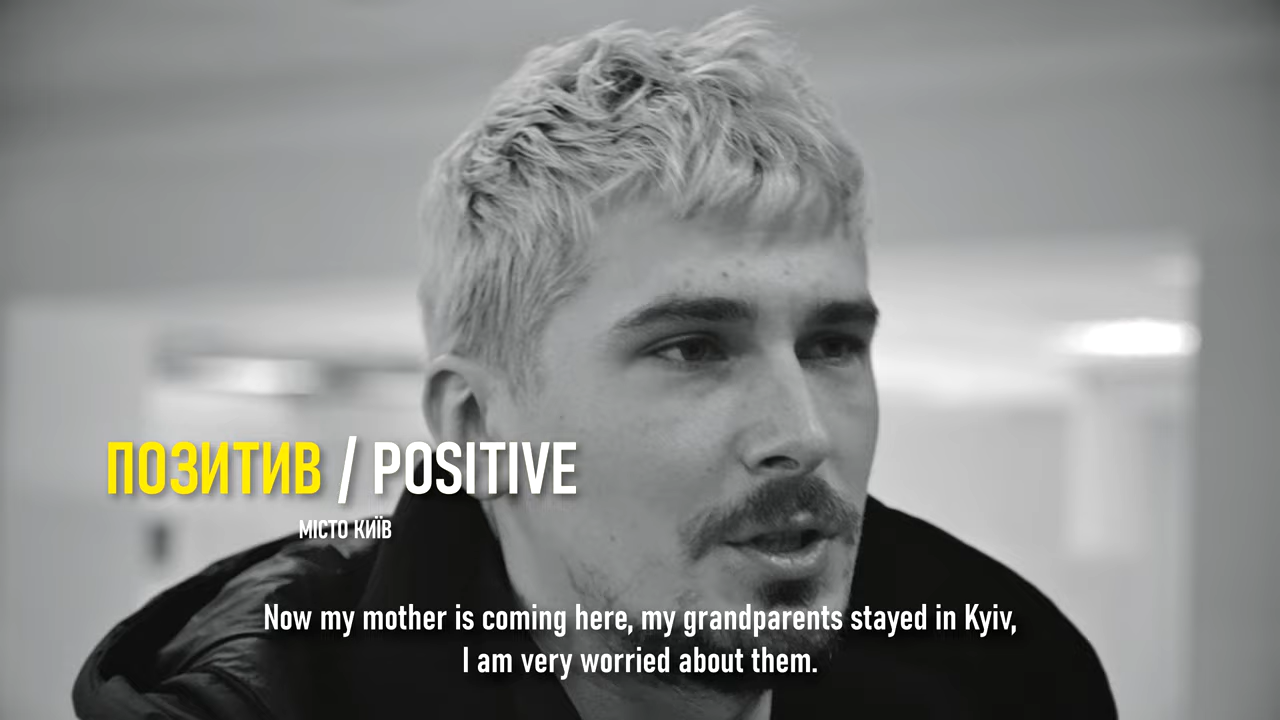 ПОЗИТИВ / POSITIVE
МІСТО КИЇВ
Now my mother is coming here, my grandparents stayed in Kyiv,
I am very worried about them.